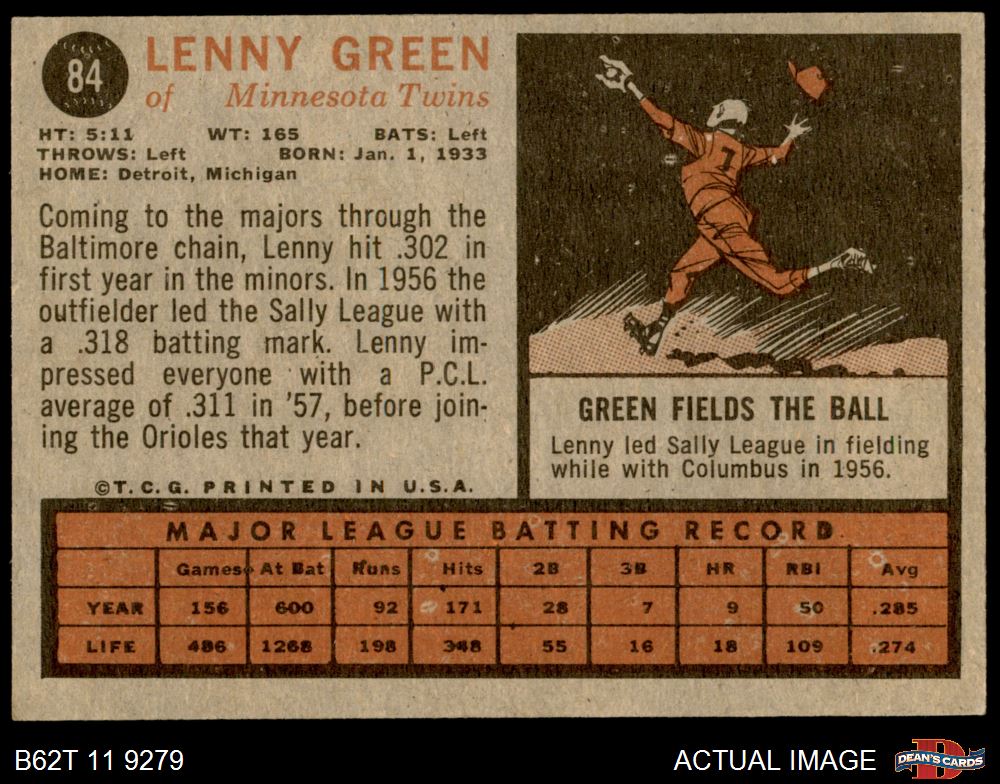 84
LENNY GREEN
of Minnesota Twins
HT: 5:11 WT: 165 BATS: Left
THROWS: Left BORN: Jan. 1, 1933
HOME: Detroit, Michigan
Coming to the majors through the
Baltimore chain, Lenny hit .302 in
first year in the minors. In 1956 the
outfielder led the Sally League with
a .318 batting mark. Lenny im-
pressed everyone with a P.C.L.
average of .311 in '57, before join-
ing the Orioles that year.
©T.C.G. PRINTED IN U.S.A.
7
GREEN FIELDS THE BALL
Lenny led Sally League in fielding
while with Columbus in 1956.
MAJOR LEAGUE BATTING RECORD
Games At Bat Runs Hits 2B 3B HR RBI Avg
YEAR 156 600 92 171 28 7 9 50 .285
LIFE 486 1268 198 348 55 16 18 109 .274
B62T 11 9279 ACTUAL IMAGE DEAN'S CARDS